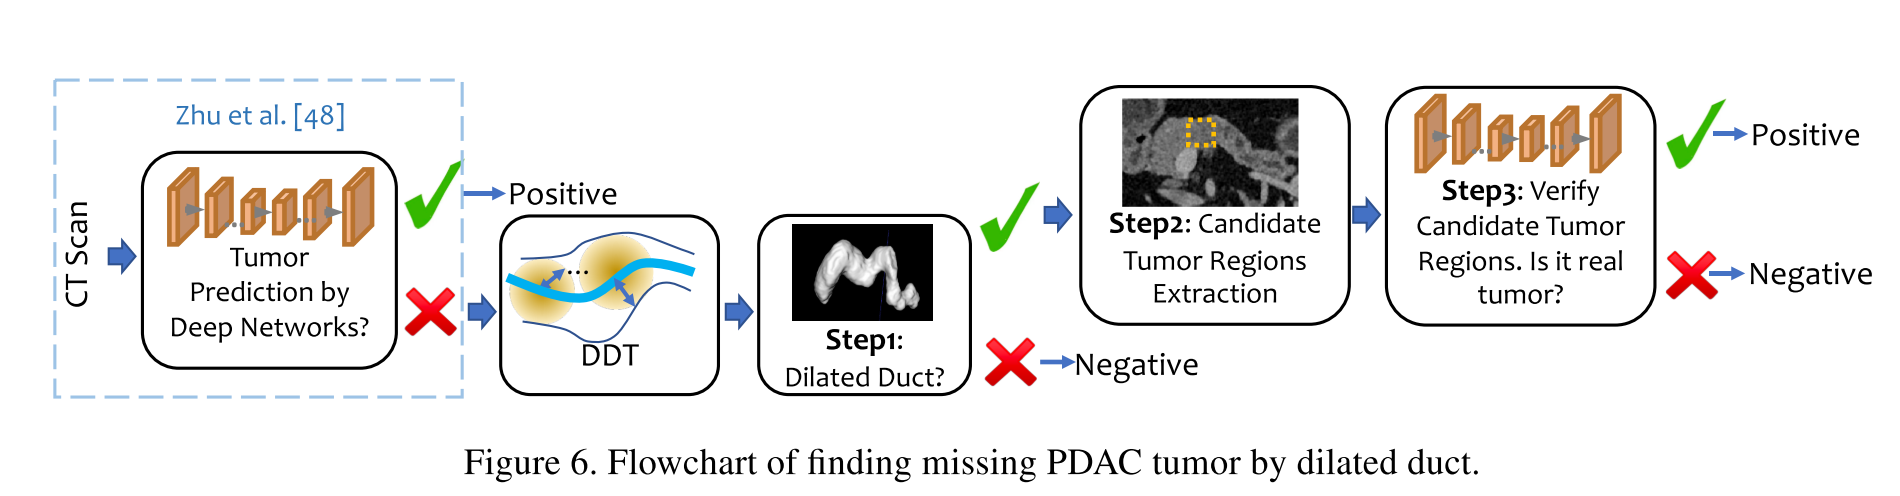 Zhu et al. [48]
CT Scan
Tumor
Prediction by
Deep Networks?
Positive
...
DDT
Step1:
Dilated Duct?
Negative
Step2: Candidate
Tumor Regions
Extraction
Step3: Verify
Candidate Tumor
Regions. Is it real
tumor?
Positive
Negative
Figure 6. Flowchart of finding missing PDAC tumor by dilated duct.